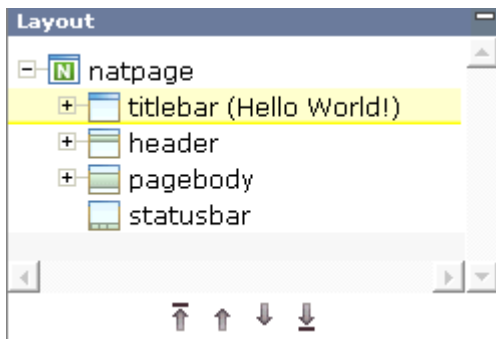 Layout
natpage
titlebar (Hello World!)
header
pagebody
statusbar